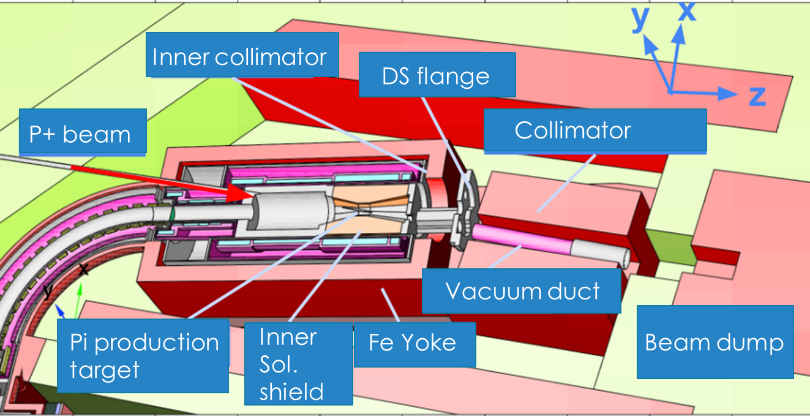 y x
Inner collimator
DS flange
z
P+ beam
Collimator
x
y
Vacuum duct
Pi production
target
Inner
Sol.
shield
Fe Yoke
Beam dump